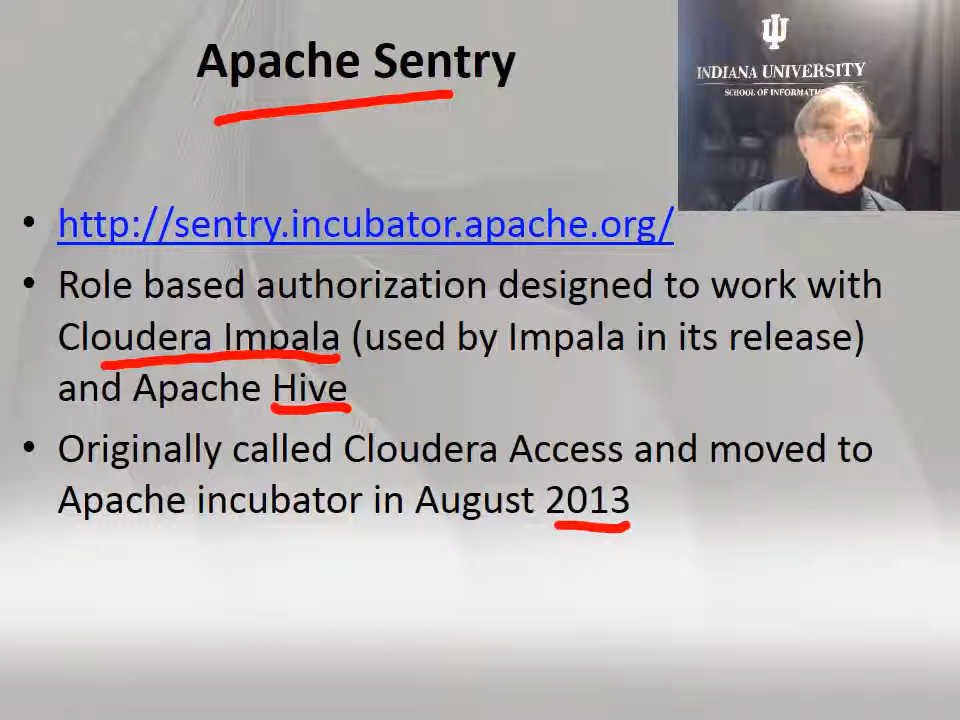 Apache Sentry
INDIANA UNIVERSITY
• http://sentry.incubator.apache.org/
• Role based authorization designed to work with
Cloudera Impala (used by Impala in its release)
and Apache Hive
• Originally called Cloudera Access and moved to
Apache incubator in August 2013
SCHOOL OF